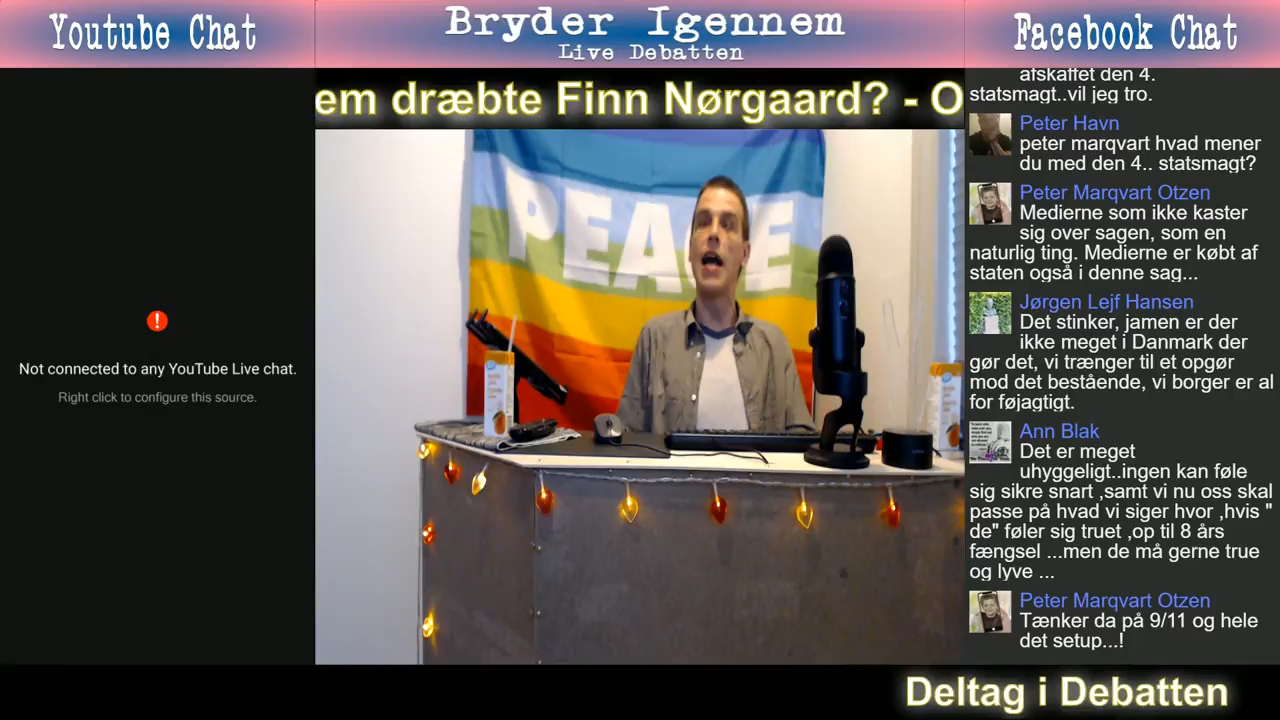 Youtube Chat
Bryder Igennem
Live Debatten
Facebook Chat
em dræbte Finn Nørgaard? - O
PEACE
Not connected to any YouTube Live chat.
Right click to configure this source.
afskaffet den 4.
statsmagt..vil jeg tro.
Peter Havn
peter marqvart hvad mener
du med den 4.. statsmagt?
Peter Marqvart Otzen
Medierne som ikke kaster
sig over sagen, som en
naturlig ting. Medierne er købt af
staten også i denne sag...
Jørgen Lejf Hansen
Det stinker, jamen er der
ikke meget i Danmark der
gør det, vi trænger til et opgør
mod det bestående, vi borger er al
for føjagtigt.
Ann Blak
Det er meget
uhyggeligt..ingen kan føle
sig sikre snart ,samt vi nu oss skal
passe på hvad vi siger hvor ,hvis "
de" føler sig truet ,op til 8 års
fængsel ...men de må gerne true
og lyve ...
Peter Marqvart Otzen
Tænker da på 9/11 og hele
det setup...!
Deltag i Debatten